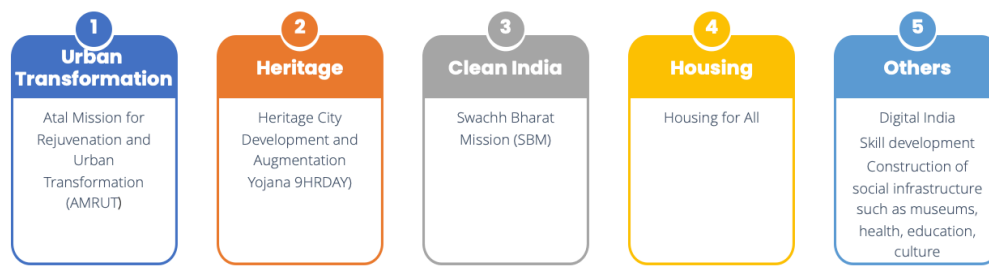 1
Urban
Transformation
Atal Mission for
Rejuvenation and
Urban
Transformation
(AMRUT)
2
Heritage
Heritage City
Development and
Augmentation
Yojana 9HRDAY)
3
Clean India
Swachh Bharat
Mission (SBM)
4
Housing
Housing for All
5
Others
Digital India
Skill development
Construction of
social infrastructure
such as museums,
health, education,
culture